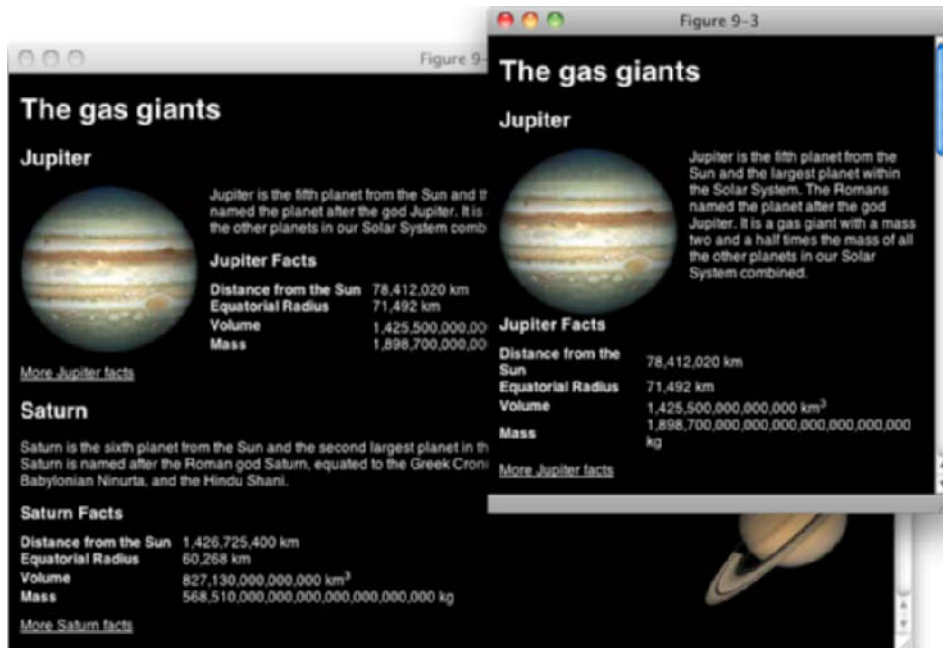 Figure 9-
The gas giants
Jupiter
Jupiter is the fifth planet from the Sun and th
named the planet after the god Jupiter. It is
the other planets in our Solar System comb
Jupiter Facts
Distance from the Sun 78,412,020 km
Equatorial Radius 71,492 km
Volume 1,425,500,000,00
Mass 1,898,700,000,00
More Jupiter facts
Saturn
Saturn is the sixth planet from the Sun and the second largest planet in th
Saturn is named after the Roman god Saturn, equated to the Greek Cron
Babylonian Ninurta, and the Hindu Shani.
Saturn Facts
Distance from the Sun 1,426,725,400 km
Equatorial Radius 60,268 km
Volume 827,130,000,000,000 km³
Mass 568,510,000,000,000,000,000,000,000 kg
More Saturn facts
Figure 9-3
The gas giants
Jupiter
Jupiter is the fifth planet from the
Sun and the largest planet within
the Solar System. The Romans
named the planet after the god
Jupiter. It is a gas giant with a mass
two and a half times the mass of all
the other planets in our Solar
System combined.
Jupiter Facts
Distance from the
Sun 78,412,020 km
Equatorial Radius 71,492 km
Volume 1,425,500,000,000,000 km³
Mass 1,898,700,000,000,000,000,000,000,000
kg
More Jupiter facts